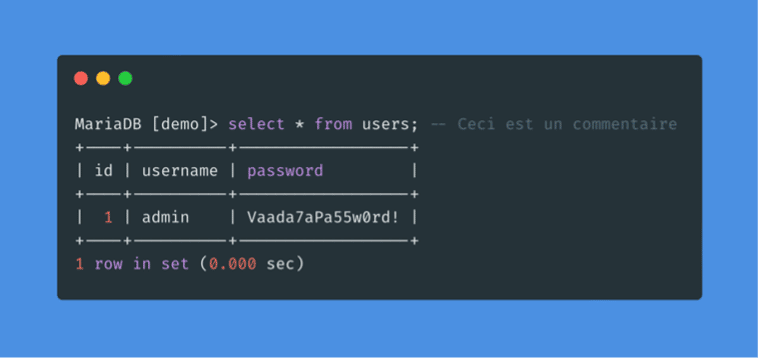 MariaDB [demo]> select * from users; -- Ceci est un commentaire
+----+----------+------------------+
| id | username | password         |
+----+----------+------------------+
|  1 | admin    | Vaada7aPa55w0rd! |
+----+----------+------------------+
1 row in set (0.000 sec)